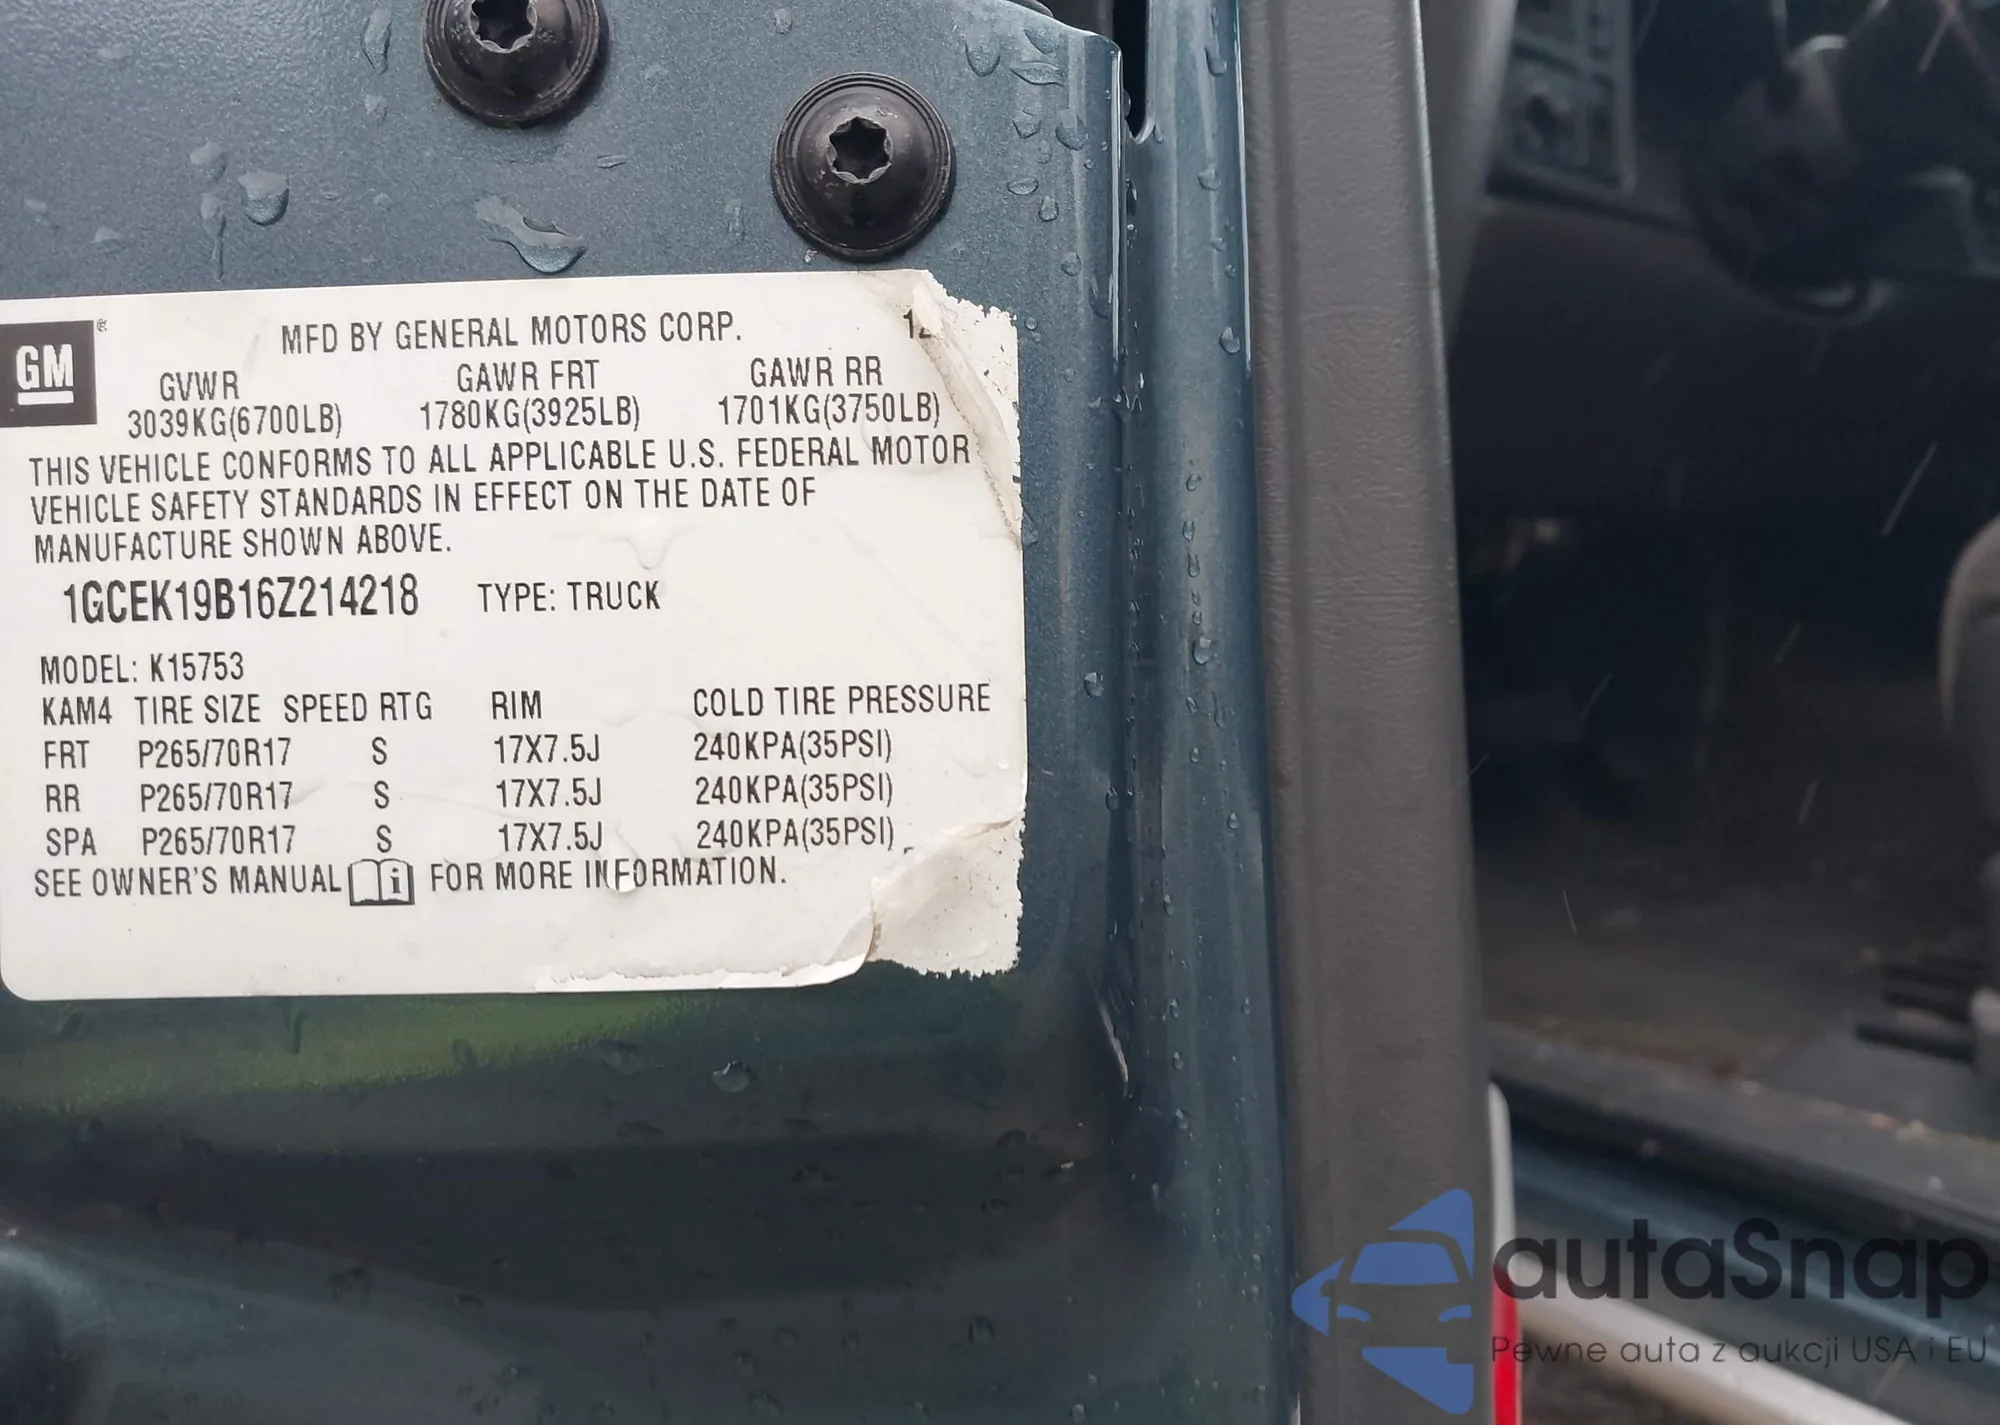 GM
MFD BY GENERAL MOTORS CORP.
GVWR GAWR FRT GAWR RR
3039KG(6700LB) 1780KG(3925LB) 1701KG(3750LB)
THIS VEHICLE CONFORMS TO ALL APPLICABLE U.S. FEDERAL MOTOR
VEHICLE SAFETY STANDARDS IN EFFECT ON THE DATE OF
MANUFACTURE SHOWN ABOVE.
1GCEK19B16Z214218 TYPE: TRUCK
MODEL: K15753
KAM4 TIRE SIZE SPEED RTG RIM COLD TIRE PRESSURE
FRT P265/70R17 S 17X7.5J 240KPA(35PSI)
RR P265/70R17 S 17X7.5J 240KPA(35PSI)
SPA P265/70R17 S 17X7.5J 240KPA(35PSI)
SEE OWNER'S MANUAL FOR MORE INFORMATION.
autaSnap
Pewne auta z aukcji USA i EU